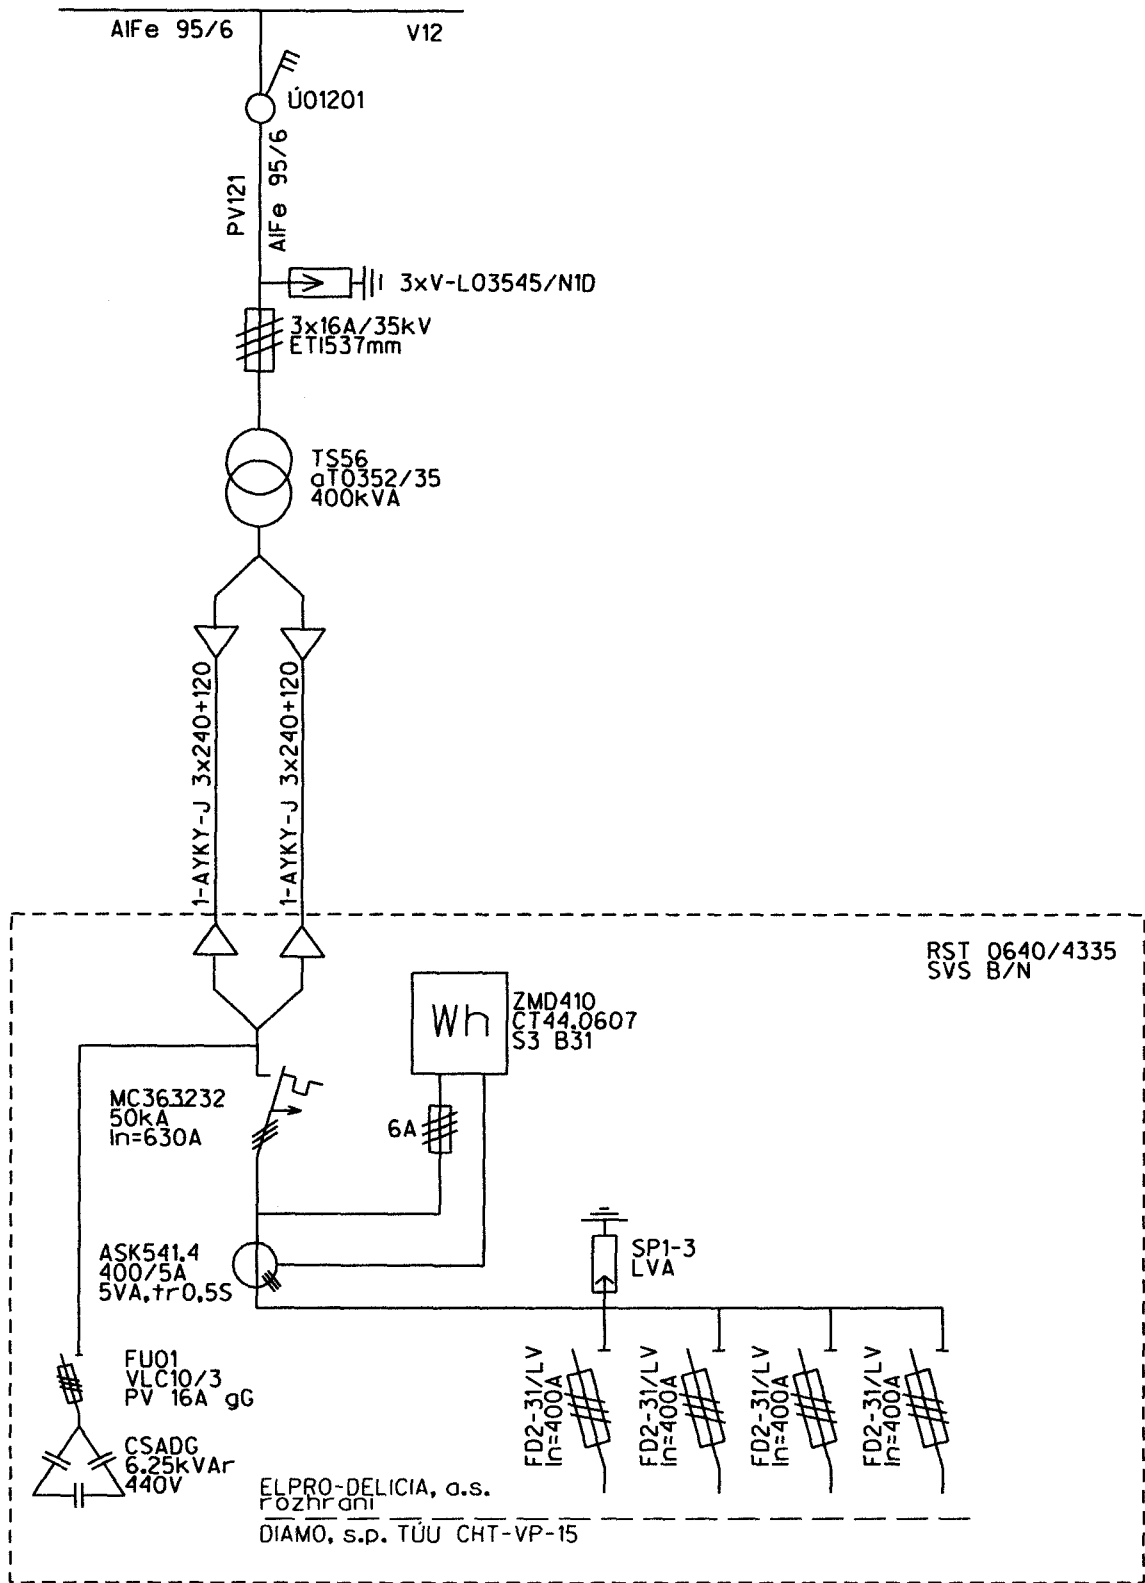 AlFe 95/6
V12
Ú01201
PV121
AlFe 95/6
3xV-L03545/N1D
3x16A/35kV
ETI537mm
TS56
aT0352/35
400kVA
1-AYKY-J 3x240+120
1-AYKY-J 3x240+120
RST 0640/4335
SVS B/N
Wh
ZMD410
CT44.0607
S3 B31
MC363232
50kA
In=630A
6A
ASK541.4
400/5A
5VA,tr0,5S
SP1-3
LVA
FU01
VLC10/3
PV 16A gG
FD2-31/LV
In=400A
FD2-31/LV
In=400A
FD2-31/LV
In=400A
FD2-31/LV
In=400A
CSADG
6.25kVAr
440V
ELPRO-DELICIA, a.s.
rozhraní
DIAMO, s.p. TÚU CHT-VP-15